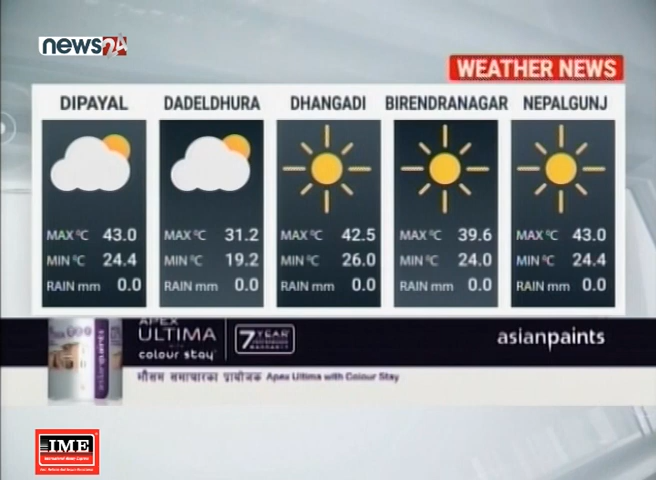 news24
WEATHER NEWS
DIPAYAL DADELDHURA DHANGADI BIRENDRANAGAR NEPALGUNJ
MAX °C 43.0 MAX °C 31.2 MAX °C 42.5 MAX °C 39.6 MAX °C 43.0
MIN °C 24.4 MIN °C 19.2 MIN °C 26.0 MIN °C 24.0 MIN °C 24.4
RAIN mm 0.0 RAIN mm 0.0 RAIN mm 0.0 RAIN mm 0.0 RAIN mm 0.0
APEX
ULTIMA
colour stay
7 YEAR
WARRANTY
asianpaints
मौसम समाचारका प्रायोजक Apex Ultima with Colour Stay
IME